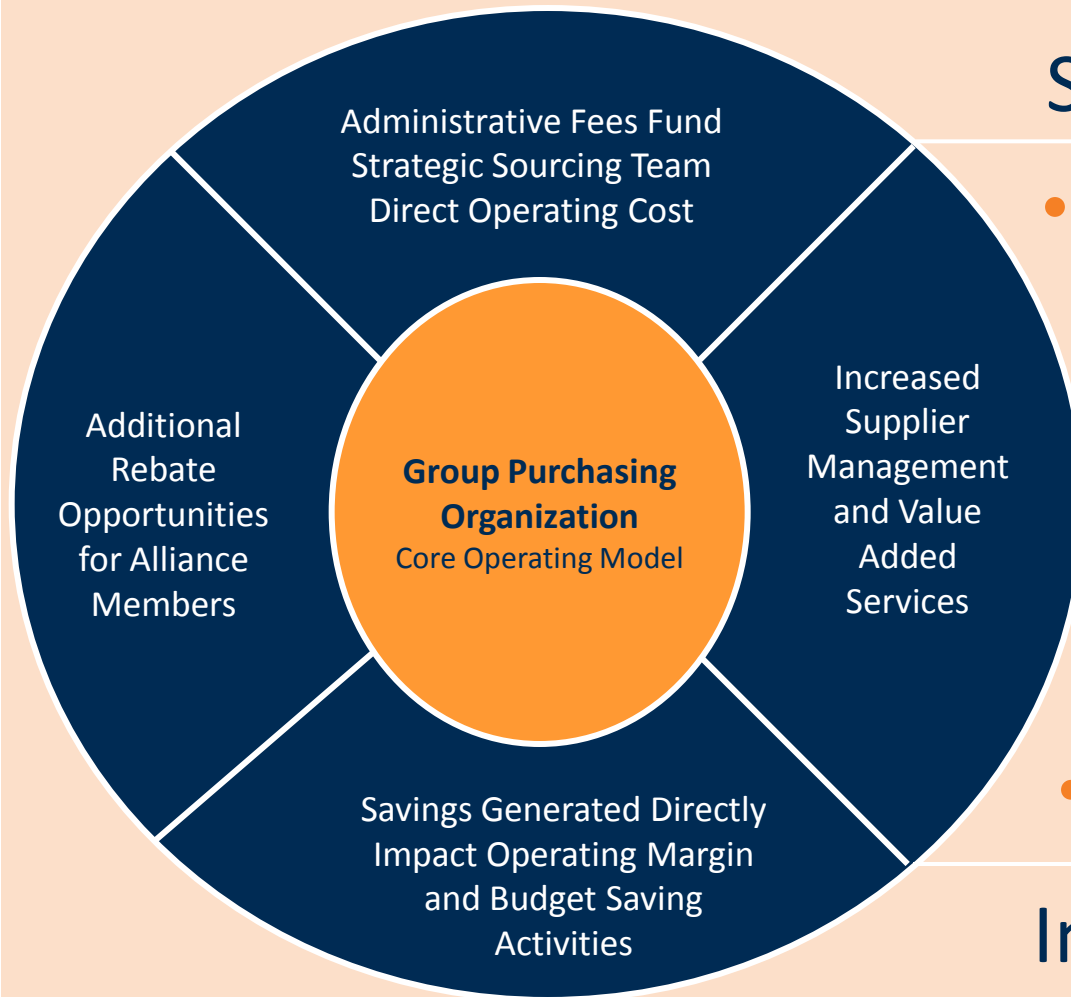 Administrative Fees Fund
Strategic Sourcing Team
Direct Operating Cost
Additional
Rebate
Opportunities
for Alliance
Members
Group Purchasing
Organization
Core Operating Model
Increased
Supplier
Management
and Value
Added
Services
Savings Generated Directly
Impact Operating Margin
and Budget Saving
Activities